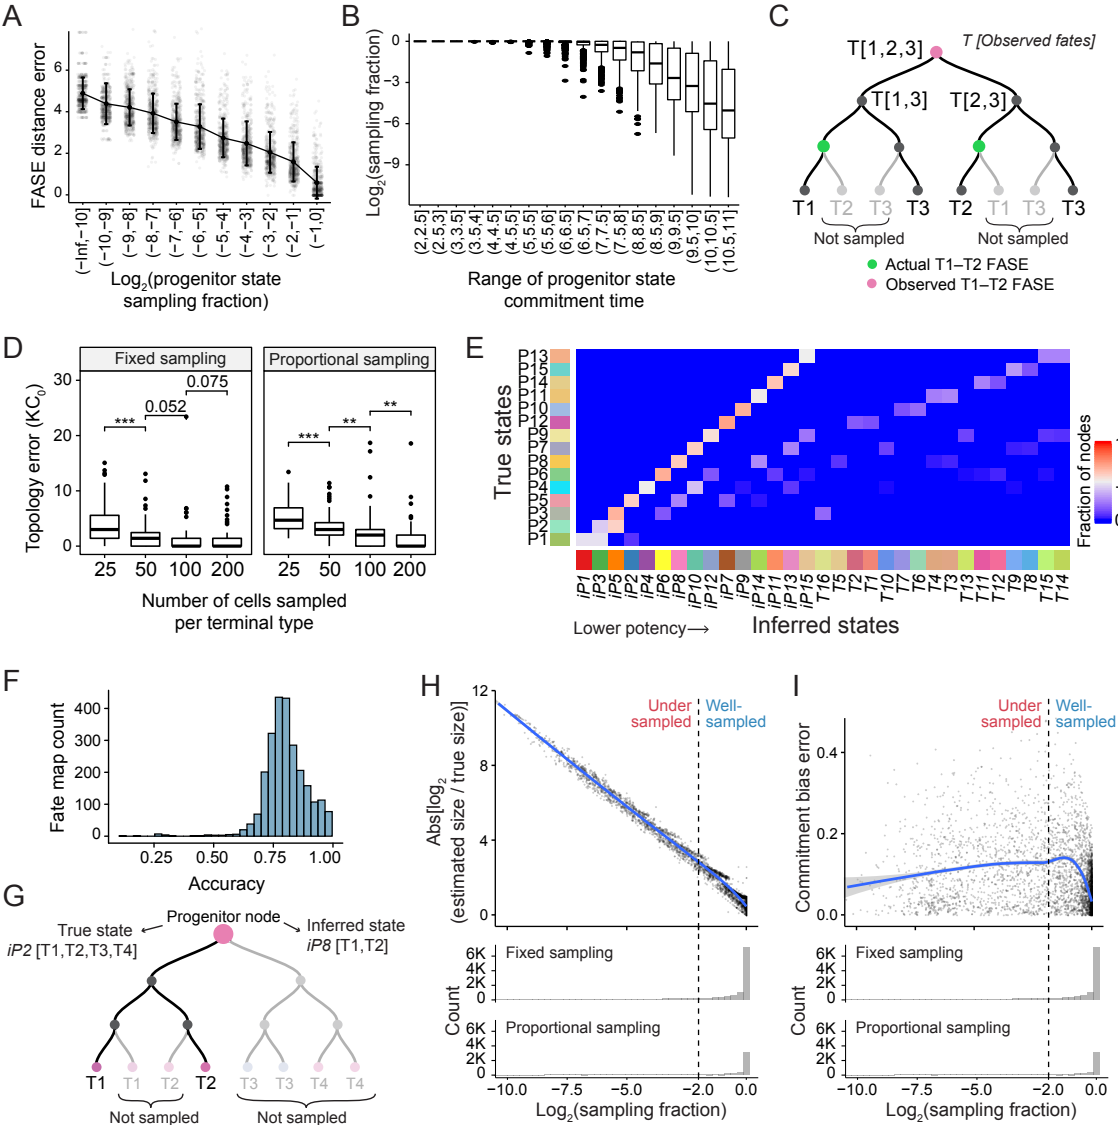 A
FASE distance error
6
4
2
0
(−Inf,−10]
(−10,−9]
(−9,−8]
(−8,−7]
(−7,−6]
(−6,−5]
(−5,−4]
(−4,−3]
(−3,−2]
(−2,−1]
(−1,0]
Log2(progenitor state
sampling fraction)
B
Log2(sampling fraction)
0
−3
−6
−9
(2,2.5]
(2.5,3]
(3,3.5]
(3.5,4]
(4,4.5]
(4.5,5]
(5,5.5]
(5.5,6]
(6,6.5]
(6.5,7]
(7,7.5]
(7.5,8]
(8,8.5]
(8.5,9]
(9,9.5]
(9.5,10]
(10,10.5]
(10.5,11]
Range of progenitor state
commitment time
C
T[1,2,3]
T [Observed fates]
T[1,3]
T[2,3]
T1 T2 T3 T3 T2 T1 T3 T3
Not sampled Not sampled
Actual T1–T2 FASE
Observed T1–T2 FASE
D
Fixed sampling
Proportional sampling
Topology error (KC0)
30
20
10
0
***
0.052
0.075
***
**
**
25 50 100 200 25 50 100 200
Number of cells sampled
per terminal type
E
True states
P13
P15
P14
P11
P10
P12
P9
P7
P8
P6
P4
P5
P3
P2
P1
iP1
iP3
iP5
iP2
iP4
iP6
iP8
iP10
iP12
iP7
iP9
iP14
iP11
iP13
iP15
T16
T5
T2
T1
T10
T7
T6
T4
T3
T13
T11
T12
T9
T8
T15
T14
Lower potency→
Inferred states
Fraction of nodes
F
Fate map count
400
300
200
100
0
0.25 0.50 0.75 1.00
Accuracy
G
Progenitor node
True state
iP2 [T1,T2,T3,T4]
Inferred state
iP8 [T1,T2]
T1 T1 T2 T2 T3 T3 T4 T4
Not sampled Not sampled
H
Abs[log2
(estimated size / true size)]
12
8
4
0
Under
sampled
Well-
sampled
Count
Fixed sampling
6K
4K
2K
0
Proportional sampling
6K
4K
2K
0
−10.0 −7.5 −5.0 −2.0 0.0
Log2(sampling fraction)
I
Commitment bias error
0.4
0.2
0.0
Under
sampled
Well-
sampled
Count
Fixed sampling
6K
4K
2K
0
Proportional sampling
6K
4K
2K
0
−10.0 −7.5 −5.0 −2.0 0.0
Log2(sampling fraction)